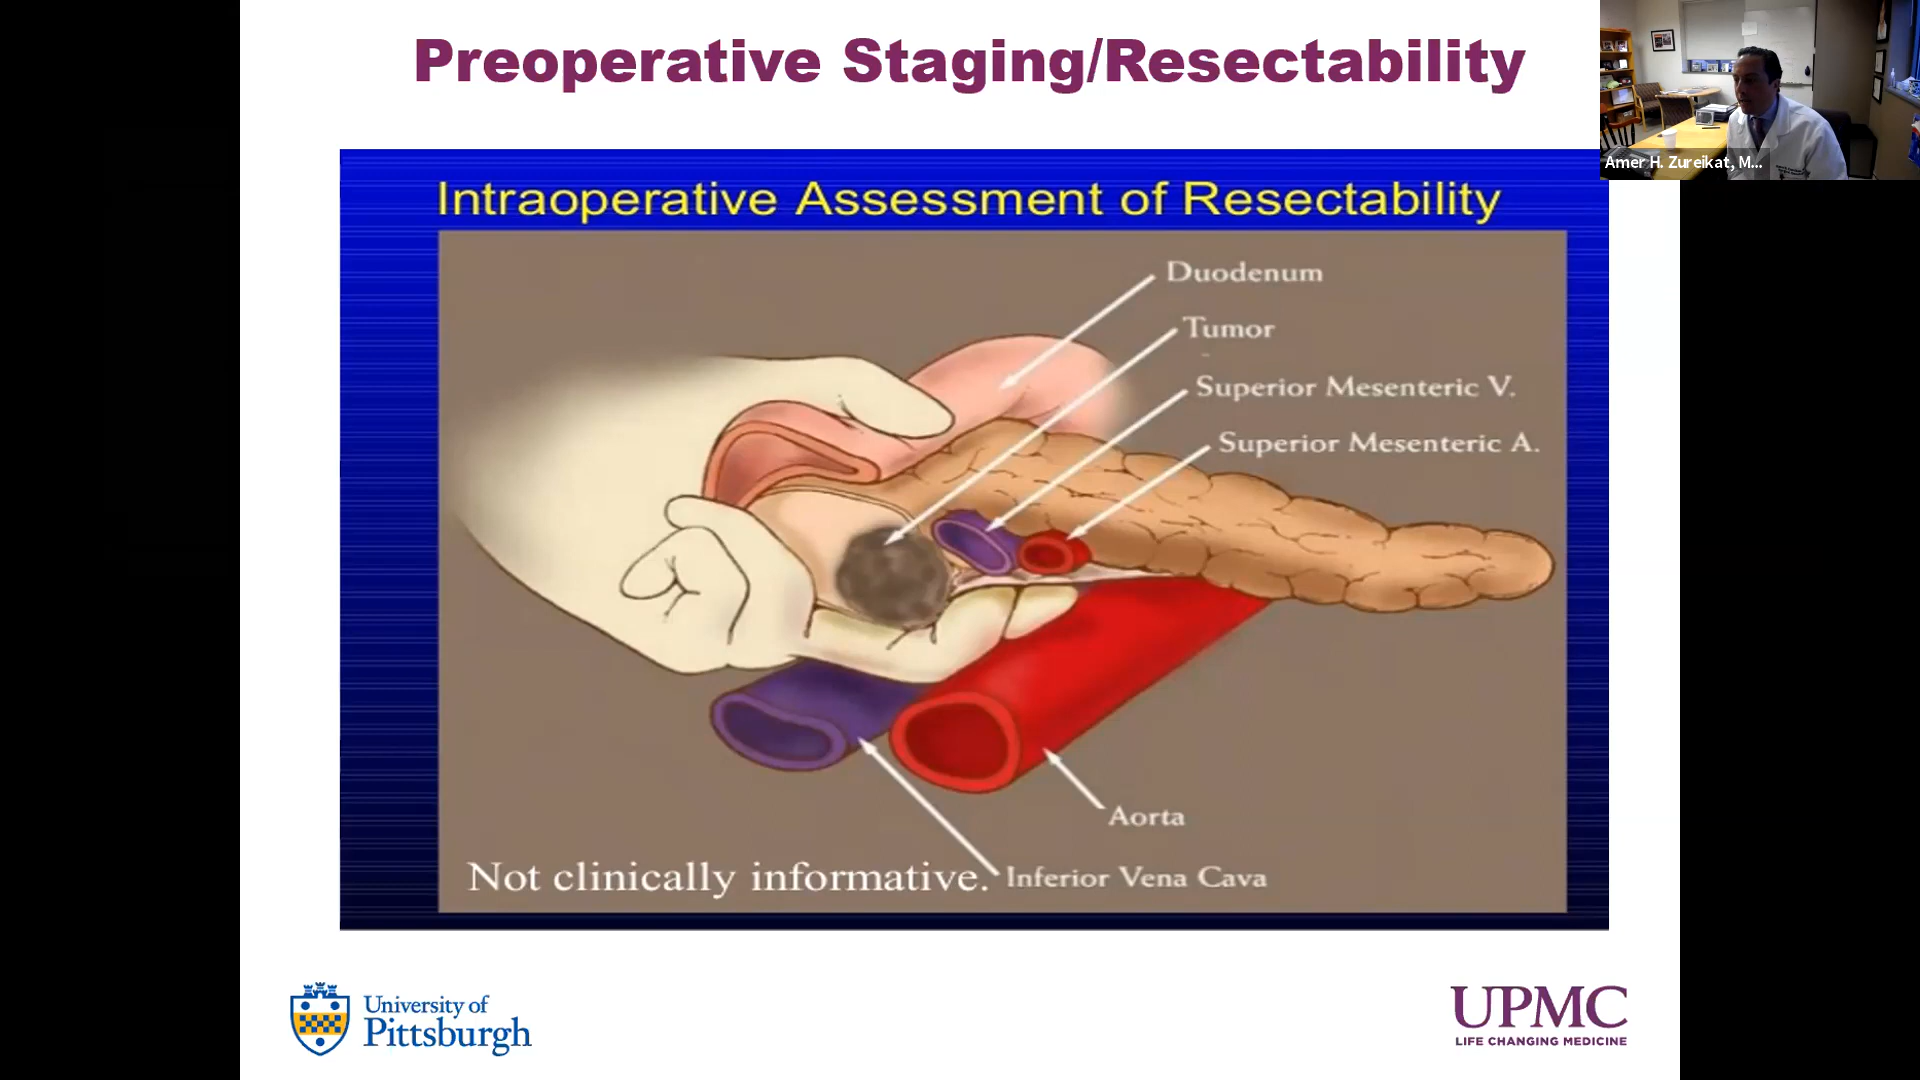 Preoperative Staging/Resectability
Amer H. Zureikat, M...
Intraoperative Assessment of Resectability
Duodenum
Tumor
Superior Mesenteric V.
Superior Mesenteric A.
Aorta
Not clinically informative.
Inferior Vena Cava
University of
Pittsburgh
UPMC
LIFE CHANGING MEDICINE